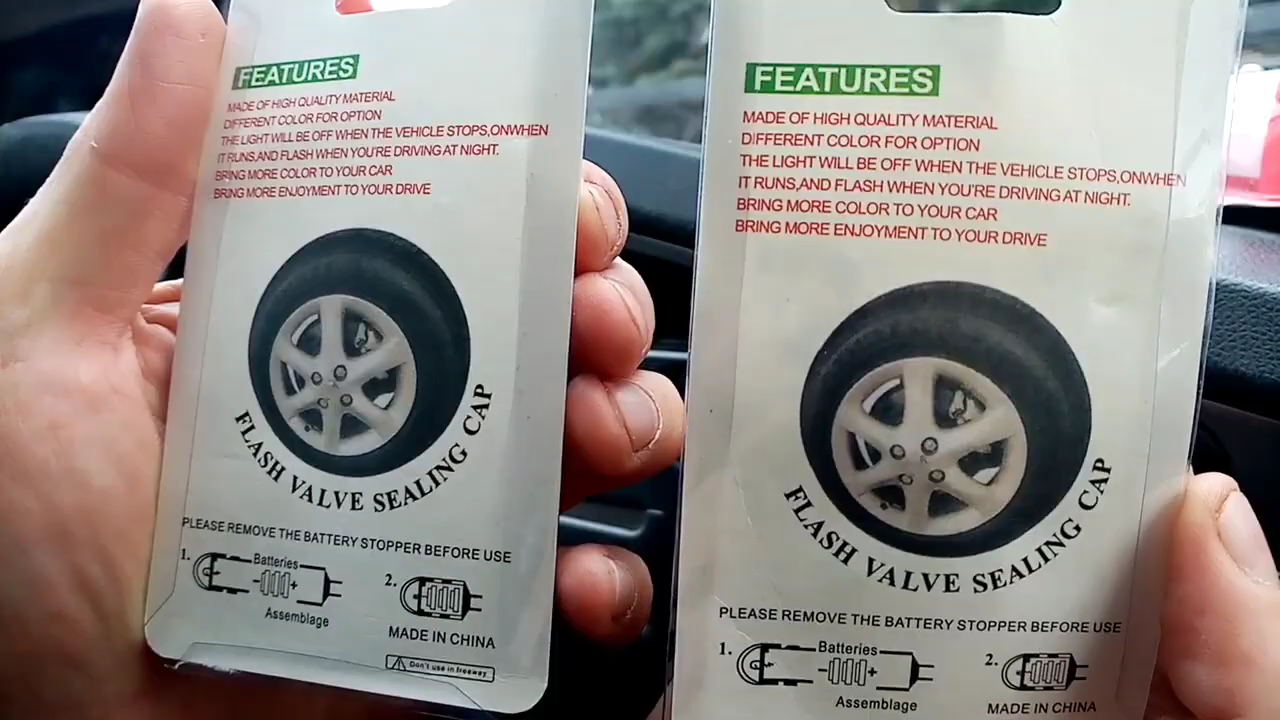 FEATURES
MADE OF HIGH QUALITY MATERIAL
DIFFERENT COLOR FOR OPTION
THE LIGHT WILL BE OFF WHEN THE VEHICLE STOPS,ONWHEN
IT RUNS,AND FLASH WHEN YOU'RE DRIVING AT NIGHT.
BRING MORE COLOR TO YOUR CAR
BRING MORE ENJOYMENT TO YOUR DRIVE
FLASH VALVE SEALING CAP
PLEASE REMOVE THE BATTERY STOPPER BEFORE USE
1.
Batteries
- +
Assemblage
2.
MADE IN CHINA
Don't use in freeway
FEATURES
MADE OF HIGH QUALITY MATERIAL
DIFFERENT COLOR FOR OPTION
THE LIGHT WILL BE OFF WHEN THE VEHICLE STOPS,ONWHEN
IT RUNS,AND FLASH WHEN YOU'RE DRIVING AT NIGHT.
BRING MORE COLOR TO YOUR CAR
BRING MORE ENJOYMENT TO YOUR DRIVE
FLASH VALVE SEALING CAP
PLEASE REMOVE THE BATTERY STOPPER BEFORE USE
1.
Batteries
- +
Assemblage
2.
MADE IN CHINA